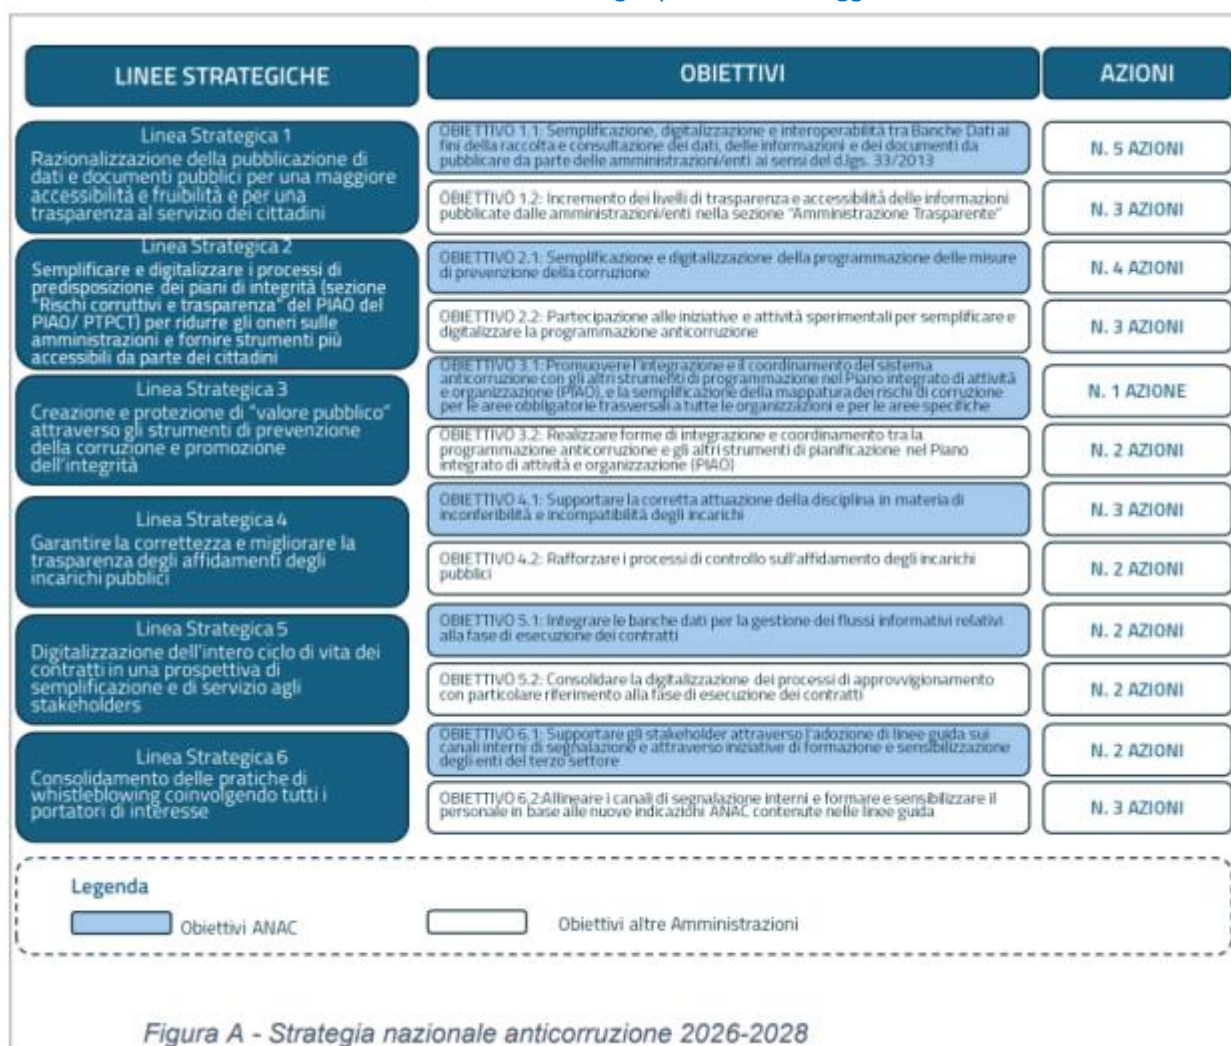 LINEE STRATEGICHE
OBIETTIVI
AZIONI
Linea Strategica 1
Razionalizzazione della pubblicazione di
dati e documenti pubblici per una maggiore
accessibilità e fruibilità e per una
trasparenza al servizio dei cittadini
OBIETTIVO 1.1: Semplificazione, digitalizzazione e interoperabilità tra Banche Dati ai
fini della raccolta e consultazione dei dati, delle informazioni e dei documenti da
pubblicare da parte delle amministrazioni/enti ai sensi del d.lgs. 33/2013
N. 5 AZIONI
OBIETTIVO 1.2: Incremento dei livelli di trasparenza e accessibilità delle informazioni
pubblicate dalle amministrazioni/enti nella sezione "Amministrazione Trasparente"
N. 3 AZIONI
Linea Strategica 2
Semplificare e digitalizzare i processi di
predisposizione dei piani di integrità (sezione
"Rischi corruttivi e trasparenza" del PIAO del
PIAO/ PTPCT) per ridurre gli oneri sulle
amministrazioni e fornire strumenti più
accessibili da parte dei cittadini
OBIETTIVO 2.1: Semplificazione e digitalizzazione della programmazione delle misure
di prevenzione della corruzione
N. 4 AZIONI
OBIETTIVO 2.2: Partecipazione alle iniziative e attività sperimentali per semplificare e
digitalizzare la programmazione anticorruzione
N. 3 AZIONI
Linea Strategica 3
Creazione e protezione di "valore pubblico"
attraverso gli strumenti di prevenzione
della corruzione e promozione
dell'integrità
OBIETTIVO 3.1: Promuovere l'integrazione e il coordinamento del sistema
anticorruzione con gli altri strumenti di programmazione nel Piano integrato di attività
e organizzazione (PIAO), e la semplificazione della mappatura dei rischi di corruzione
per le aree obbligatorie trasversali a tutte le organizzazioni e per le aree specifiche
N. 1 AZIONE
OBIETTIVO 3.2: Realizzare forme di integrazione e coordinamento tra la
programmazione anticorruzione e gli altri strumenti di pianificazione nel Piano
integrato di attività e organizzazione (PIAO)
N. 2 AZIONI
Linea Strategica 4
Garantire la correttezza e migliorare la
trasparenza degli affidamenti degli
incarichi pubblici
OBIETTIVO 4.1: Supportare la corretta attuazione della disciplina in materia di
inconferibilità e incompatibilità degli incarichi
N. 3 AZIONI
OBIETTIVO 4.2: Rafforzare i processi di controllo sull'affidamento degli incarichi
pubblici
N. 2 AZIONI
Linea Strategica 5
Digitalizzazione dell'intero ciclo di vita dei
contratti in una prospettiva di
semplificazione e di servizio agli
stakeholders
OBIETTIVO 5.1: Integrare le banche dati per la gestione dei flussi informativi relativi
alla fase di esecuzione dei contratti
N. 2 AZIONI
OBIETTIVO 5.2: Consolidare la digitalizzazione dei processi di approvvigionamento
con particolare riferimento alla fase di esecuzione dei contratti
N. 2 AZIONI
Linea Strategica 6
Consolidamento delle pratiche di
whistleblowing coinvolgendo tutti i
portatori di interesse
OBIETTIVO 6.1: Supportare gli stakeholder attraverso l'adozione di linee guida sui
canali interni di segnalazione e attraverso iniziative di formazione e sensibilizzazione
degli enti del terzo settore
N. 2 AZIONI
OBIETTIVO 6.2:Allineare i canali di segnalazione interni e formare e sensibilizzare il
personale in base alle nuove indicazioni ANAC contenute nelle linee guida
N. 3 AZIONI
Legenda
Obiettivi ANAC
Obiettivi altre Amministrazioni
Figura A - Strategia nazionale anticorruzione 2026-2028